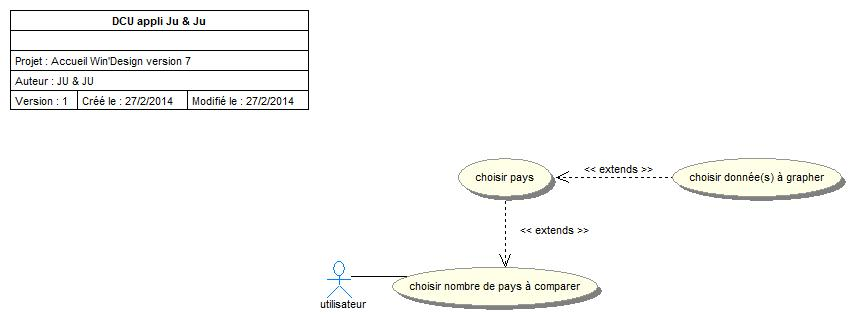 DCU appli Ju & Ju
Projet : Accueil Win'Design version 7
Auteur : JU & JU
Version : 1 Créé le : 27/2/2014 Modifié le : 27/2/2014
choisir pays
<< extends >>
choisir donnée(s) à grapher
<< extends >>
choisir nombre de pays à comparer
utilisateur